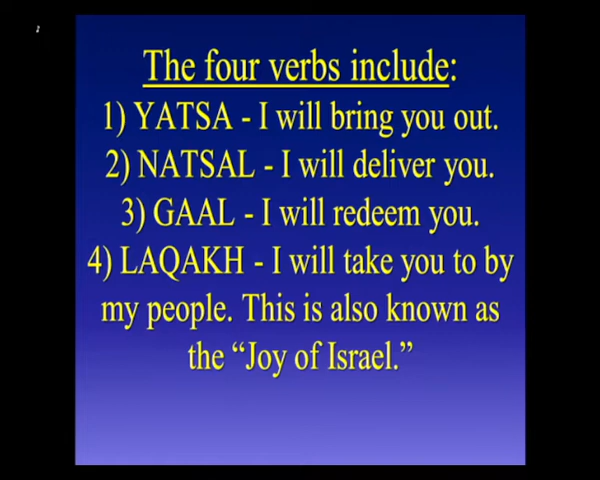 The four verbs include:
1) YATSA - I will bring you out.
2) NATSAL - I will deliver you.
3) GAAL - I will redeem you.
4) LAQAKH - I will take you to by
my people. This is also known as
the “Joy of Israel.”